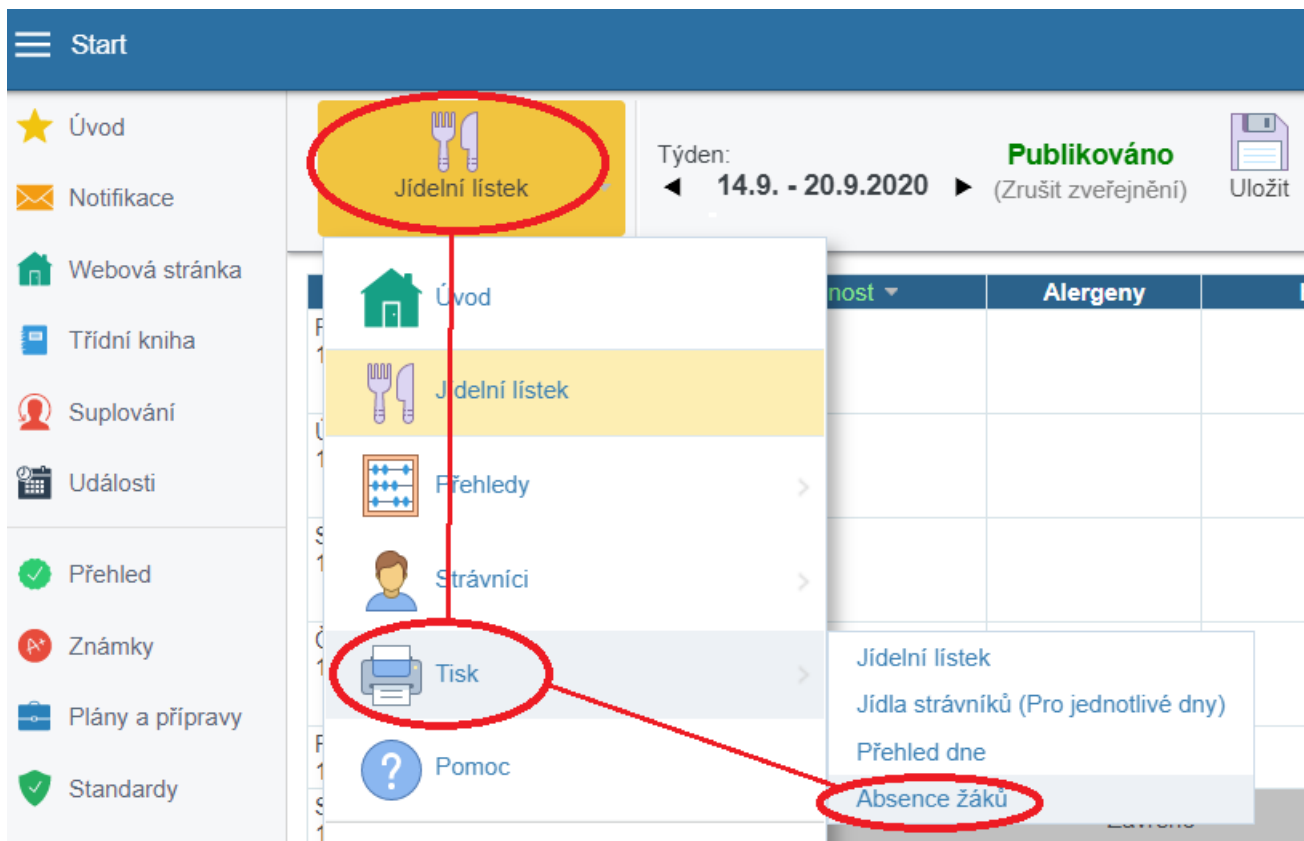 Start
Úvod
Notifikace
Webová stránka
Třídní kniha
Suplování
Události
Přehled
Známky
Plány a přípravy
Standardy
Jídelní lístek
Týden:
14.9. - 20.9.2020
Publikováno
(Zrušit zveřejnění)
Uložit
nost
Alergeny
Úvod
Jídelní lístek
Přehledy
Strávníci
Tisk
Pomoc
Jídelní lístek
Jídla strávníků (Pro jednotlivé dny)
Přehled dne
Absence žáků